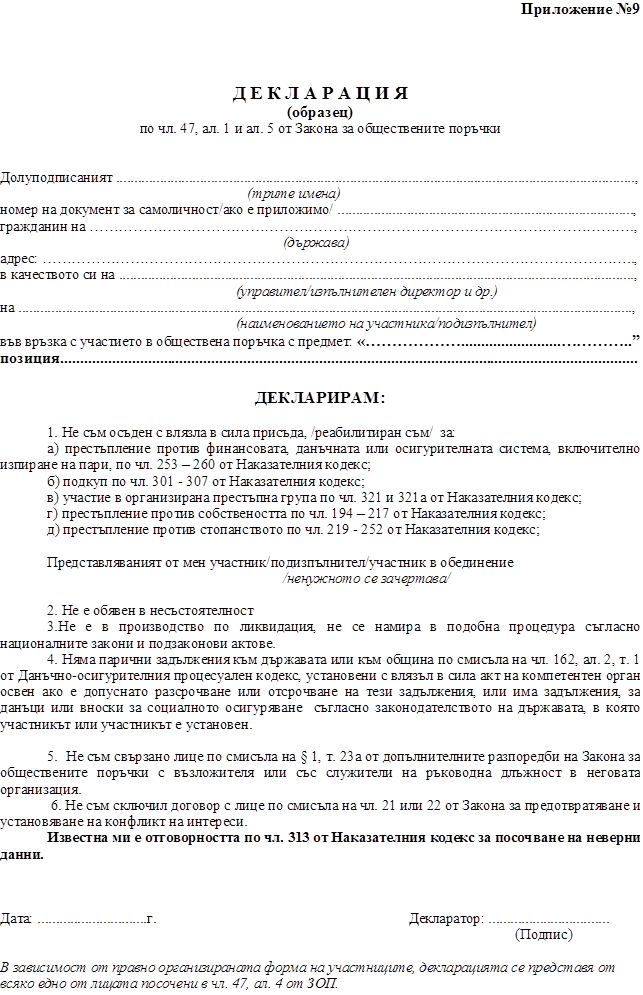 Приложение №9
Д Е К Л А Р А Ц И Я
(образец)
по чл. 47, ал. 1 и ал. 5 от Закона за обществените поръчки
Долуподписаният ......................................................................................................................................................,
(трите имена)
номер на документ за самоличност/ако е приложимо/ ......................................................................................,
гражданин на ……………………………………………………………………………………………………,
(държава)
адрес: ……………………………………………………………………………………………………………,
в качеството си на .....................................................................................................................................................,
(управител/изпълнителен директор и др.)
на .................................................................................................................................................................................,
(наименованието на участника/подизпълнител)
във връзка с участието в обществена поръчка с предмет: «………………............................…………..”
позиция.....................................................................................................................................................
ДЕКЛАРИРАМ:
1. Не съм осъден с влязла в сила присъда, /реабилитиран съм/ за:
а) престъпление против финансовата, данъчната или осигурителната система, включително
изпиране на пари, по чл. 253 – 260 от Наказателния кодекс;
б) подкуп по чл. 301 - 307 от Наказателния кодекс;
в) участие в организирана престъпна група по чл. 321 и 321а от Наказателния кодекс;
г) престъпление против собствеността по чл. 194 – 217 от Наказателния кодекс;
д) престъпление против стопанството по чл. 219 - 252 от Наказателния кодекс;
Представляваният от мен участник/подизпълнител/участник в обединение
/ненужното се зачертава/
2. Не е обявен в несъстоятелност
3.Не е в производство по ликвидация, не се намира в подобна процедура съгласно
националните закони и подзаконови актове.
4. Няма парични задължения към държавата или към община по смисъла на чл. 162, ал. 2, т. 1
от Данъчно-осигурителния процесуален кодекс, установени с влязъл в сила акт на компетентен орган
освен ако е допуснато разсрочване или отсрочване на тези задължения, или има задължения, за
данъци или вноски за социалното осигуряване съгласно законодателството на държавата, в която
участникът или участникът е установен.
5. Не съм свързано лице по смисъла на § 1, т. 23а от допълнителните разпоредби на Закона за
обществените поръчки с възложителя или със служители на ръководна длъжност в неговата
организация.
6. Не съм сключил договор с лице по смисъла на чл. 21 или 22 от Закона за предотвратяване и
установяване на конфликт на интереси.
Известна ми е отговорността по чл. 313 от Наказателния кодекс за посочване на неверни
данни.
Дата: ..............................г. Декларатор: .................................
(Подпис)
В зависимост от правно организираната форма на участниците, декларацията се представя от
всяко едно от лицата посочени в чл. 47, ал. 4 от ЗОП.